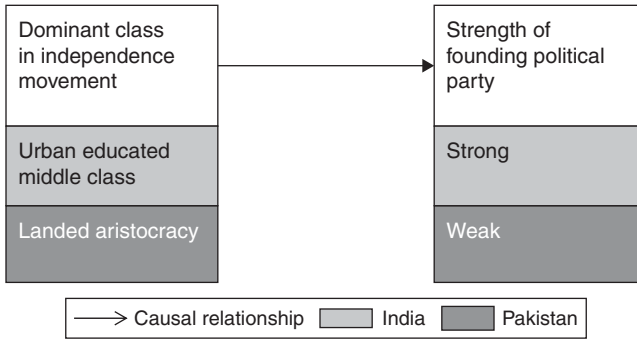 Dominant class
in independence
movement
Strength of
founding political
party
Urban educated
middle class
Strong
Landed aristocracy
Weak
Causal relationship
India
Pakistan